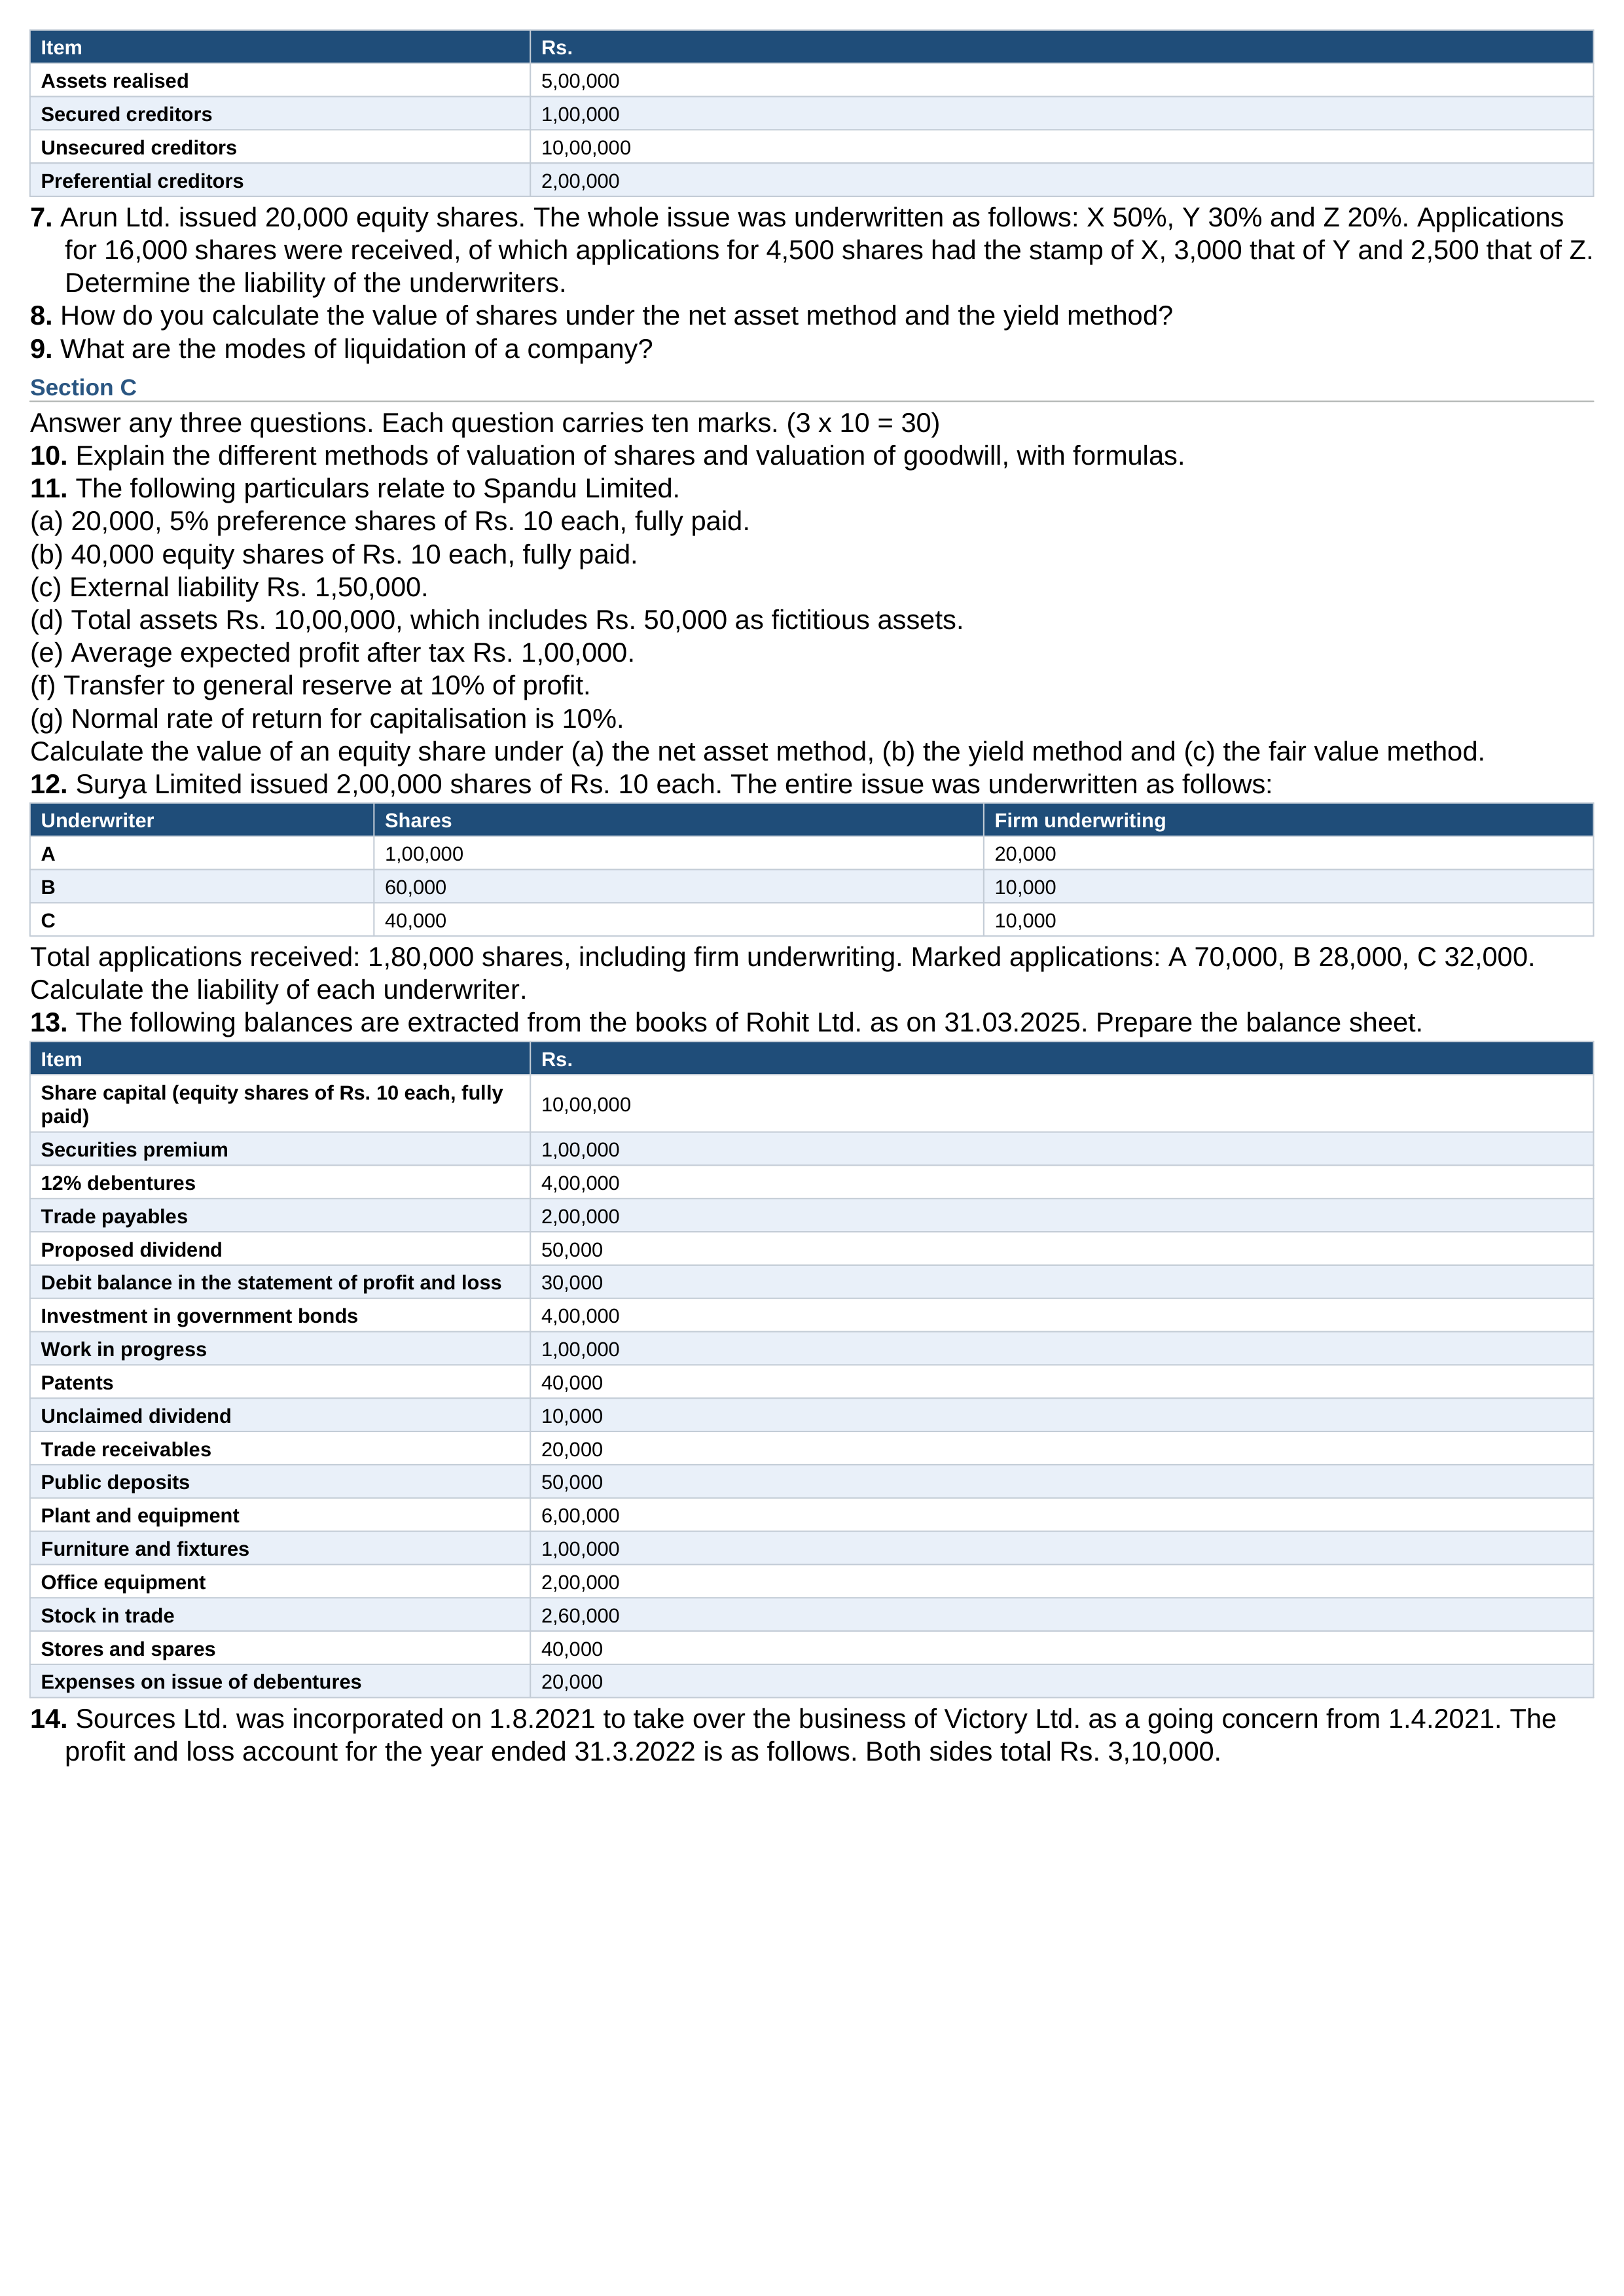 Item Rs.
Assets realised 5,00,000
Secured creditors 1,00,000
Unsecured creditors 10,00,000
Preferential creditors 2,00,000
7. Arun Ltd. issued 20,000 equity shares. The whole issue was underwritten as follows: X 50%, Y 30% and Z 20%. Applications
for 16,000 shares were received, of which applications for 4,500 shares had the stamp of X, 3,000 that of Y and 2,500 that of Z.
Determine the liability of the underwriters.
8. How do you calculate the value of shares under the net asset method and the yield method?
9. What are the modes of liquidation of a company?
Section C
Answer any three questions. Each question carries ten marks. (3 x 10 = 30)
10. Explain the different methods of valuation of shares and valuation of goodwill, with formulas.
11. The following particulars relate to Spandu Limited.
(a) 20,000, 5% preference shares of Rs. 10 each, fully paid.
(b) 40,000 equity shares of Rs. 10 each, fully paid.
(c) External liability Rs. 1,50,000.
(d) Total assets Rs. 10,00,000, which includes Rs. 50,000 as fictitious assets.
(e) Average expected profit after tax Rs. 1,00,000.
(f) Transfer to general reserve at 10% of profit.
(g) Normal rate of return for capitalisation is 10%.
Calculate the value of an equity share under (a) the net asset method, (b) the yield method and (c) the fair value method.
12. Surya Limited issued 2,00,000 shares of Rs. 10 each. The entire issue was underwritten as follows:
Underwriter Shares Firm underwriting
A 1,00,000 20,000
B 60,000 10,000
C 40,000 10,000
Total applications received: 1,80,000 shares, including firm underwriting. Marked applications: A 70,000, B 28,000, C 32,000.
Calculate the liability of each underwriter.
13. The following balances are extracted from the books of Rohit Ltd. as on 31.03.2025. Prepare the balance sheet.
Item Rs.
Share capital (equity shares of Rs. 10 each, fully
paid) 10,00,000
Securities premium 1,00,000
12% debentures 4,00,000
Trade payables 2,00,000
Proposed dividend 50,000
Debit balance in the statement of profit and loss 30,000
Investment in government bonds 4,00,000
Work in progress 1,00,000
Patents 40,000
Unclaimed dividend 10,000
Trade receivables 20,000
Public deposits 50,000
Plant and equipment 6,00,000
Furniture and fixtures 1,00,000
Office equipment 2,00,000
Stock in trade 2,60,000
Stores and spares 40,000
Expenses on issue of debentures 20,000
14. Sources Ltd. was incorporated on 1.8.2021 to take over the business of Victory Ltd. as a going concern from 1.4.2021. The
profit and loss account for the year ended 31.3.2022 is as follows. Both sides total Rs. 3,10,000.